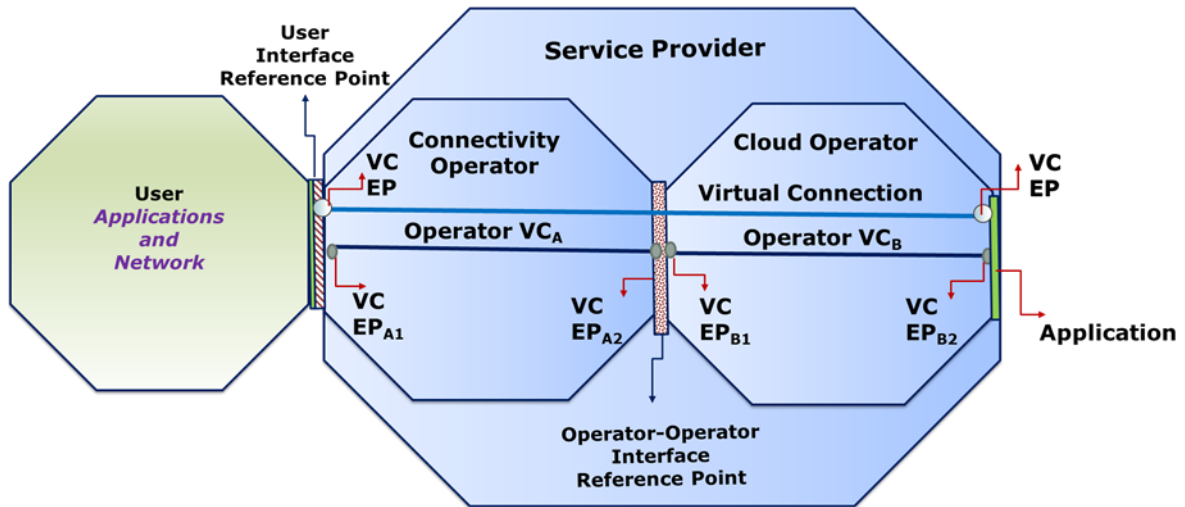 User
Interface
Reference Point
Service Provider
Connectivity
Operator
Cloud Operator
VC
EP
VC
EP
User
Applications
and
Network
Virtual Connection
Operator VCA
Operator VCB
VC
EPA1
VC
EPA2
VC
EPB1
VC
EPB2
Application
Operator-Operator
Interface
Reference Point